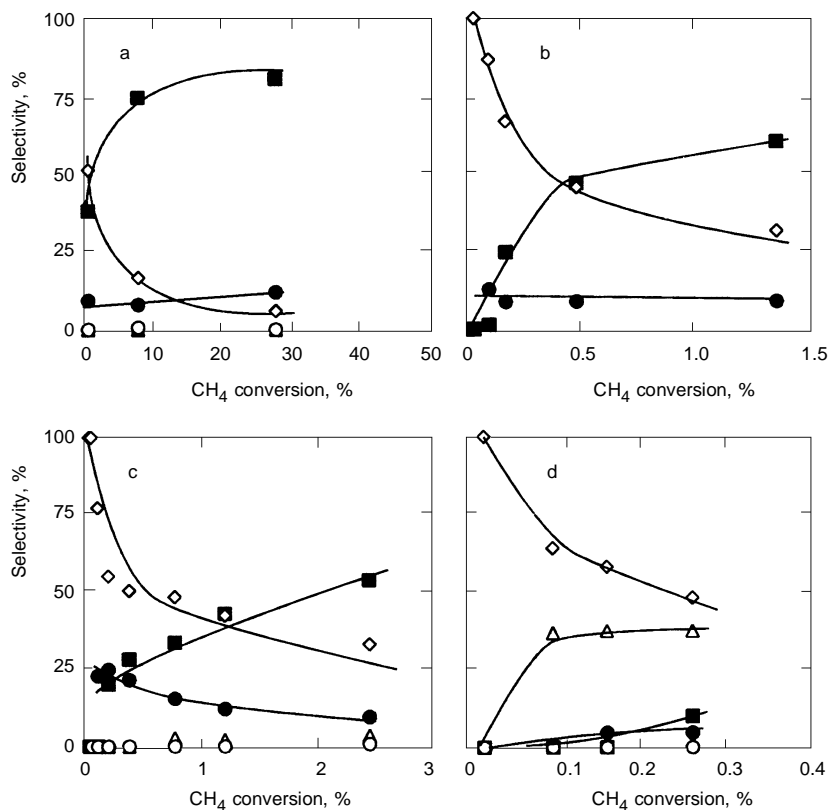 100
a
75
Selectivity, %
50
25
0
0 10 20 30 40 50
CH4 conversion, %
b
0 0.5 1.0 1.5
CH4 conversion, %
100
c
75
Selectivity, %
50
25
0
0 1 2 3
CH4 conversion, %
d
0 0.1 0.2 0.3 0.4
CH4 conversion, %